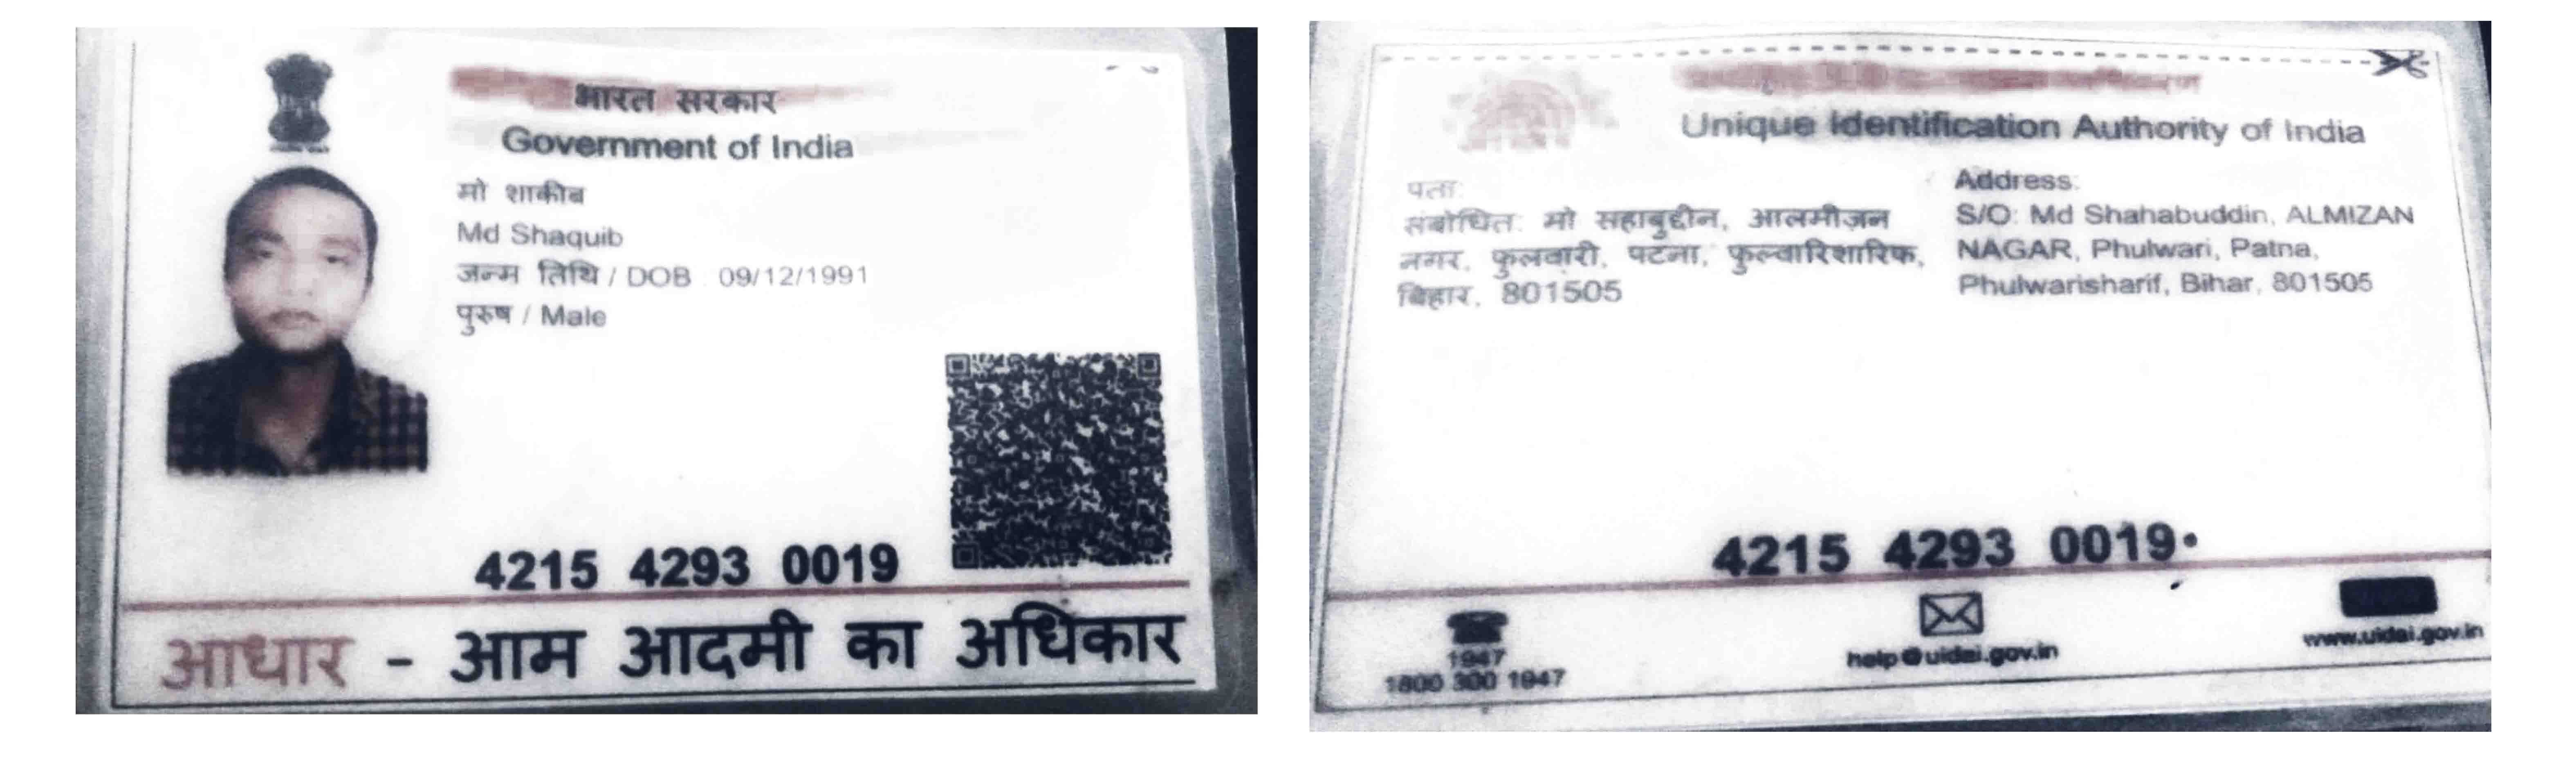 भारत सरकार
Government of India
मो शाकीब
Md Shaquib
जन्म तिथि / DOB : 09/12/1991
पुरुष / Male
4215 4293 0019
आधार - आम आदमी का अधिकार
Unique Identification Authority of India
पता:
संबोधित: मो सहाबुद्दीन, आलमीज़न
नगर, फुलवारी, पटना, फुल्वारिशारिफ,
बिहार, 801505
Address:
S/O: Md Shahabuddin, ALMIZAN
NAGAR, Phulwari, Patna,
Phulwarisharif, Bihar, 801505
4215 4293 0019
1947
1800 300 1947
help@uidai.gov.in
www.uidai.gov.in